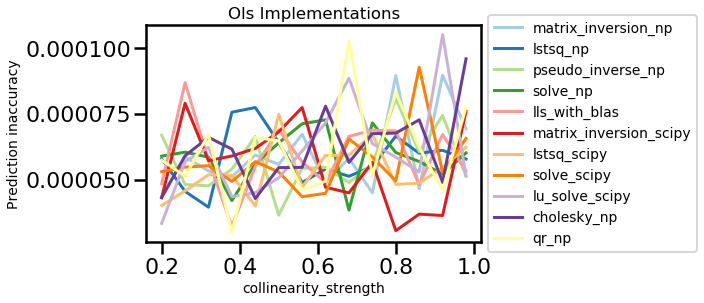 Ols Implementations
Prediction inaccuracy
0.000100
0.000075
0.000050
0.2
0.4
0.6
0.8
1.0
collinearity_strength
matrix_inversion_np
lstsq_np
pseudo_inverse_np
solve_np
lls_with_blas
matrix_inversion_scipy
lstsq_scipy
solve_scipy
lu_solve_scipy
cholesky_np
qr_np